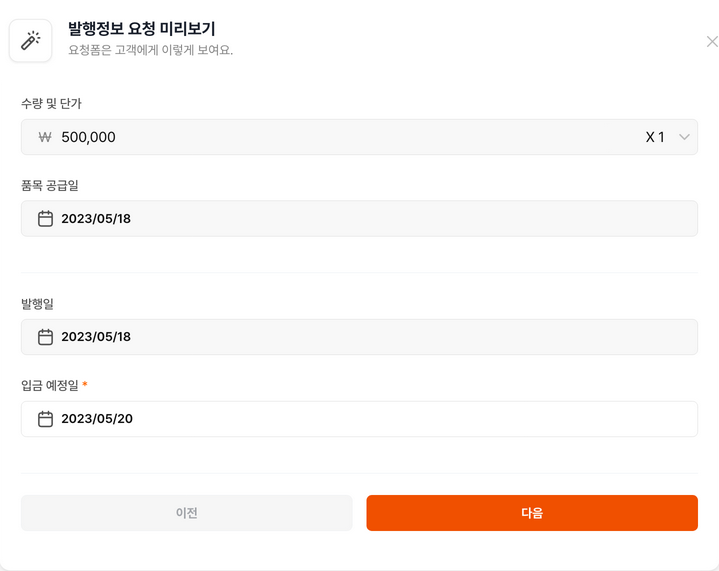 발행정보 요청 미리보기
요청폼은 고객에게 이렇게 보여요.
수량 및 단가
₩ 500,000 X 1
품목 공급일
2023/05/18
발행일
2023/05/18
입금 예정일 *
2023/05/20
이전 다음